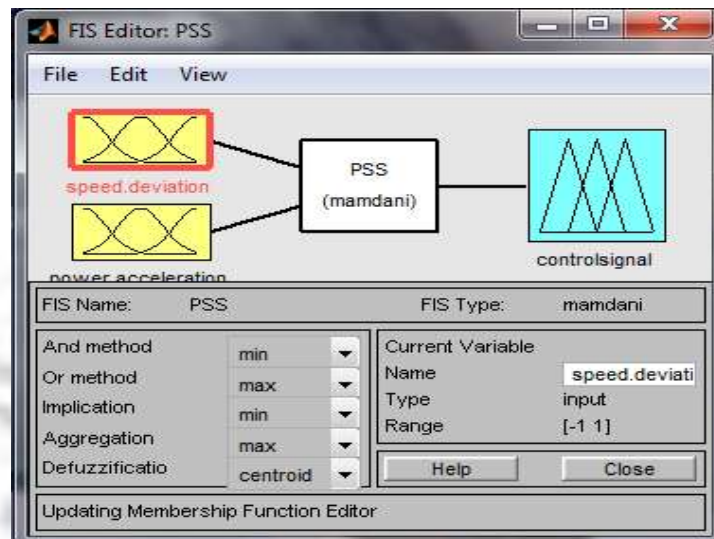 FIS Editor: PSS
File Edit View
speed.deviation
power acceleration
PSS
(mamdani)
controlsignal
FIS Name: PSS FIS Type: mamdani
And method min
Or method max
Implication min
Aggregation max
Defuzzificatio centroid
Current Variable
Name speed.deviati
Type input
Range [-1 1]
Help Close
Updating Membership Function Editor